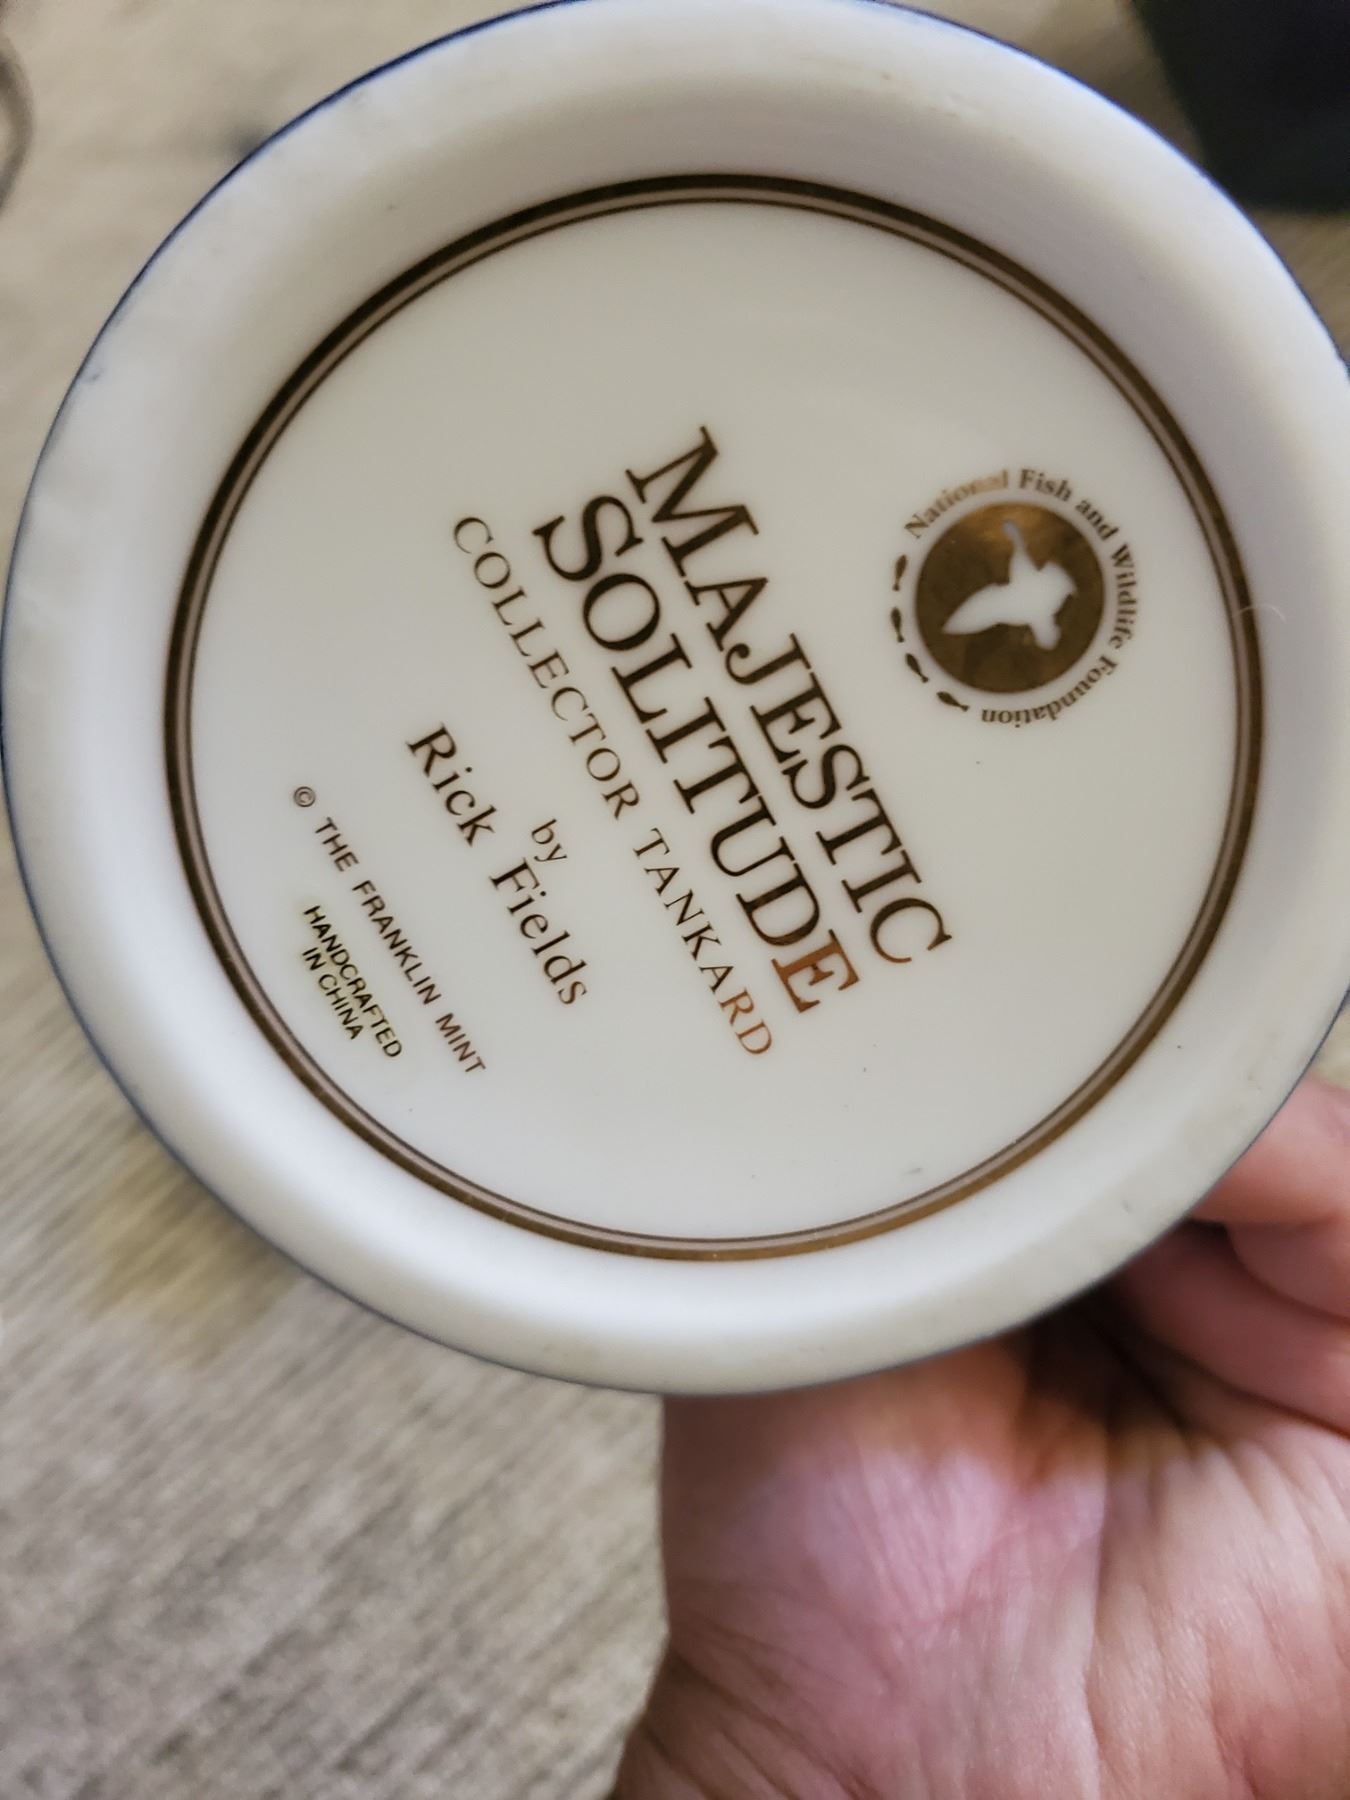 National Fish and Wildlife Foundation
MAJESTIC
SOLITUDE
COLLECTOR TANKARD
by
Rick Fields
© THE FRANKLIN MINT
HANDCRAFTED
IN CHINA